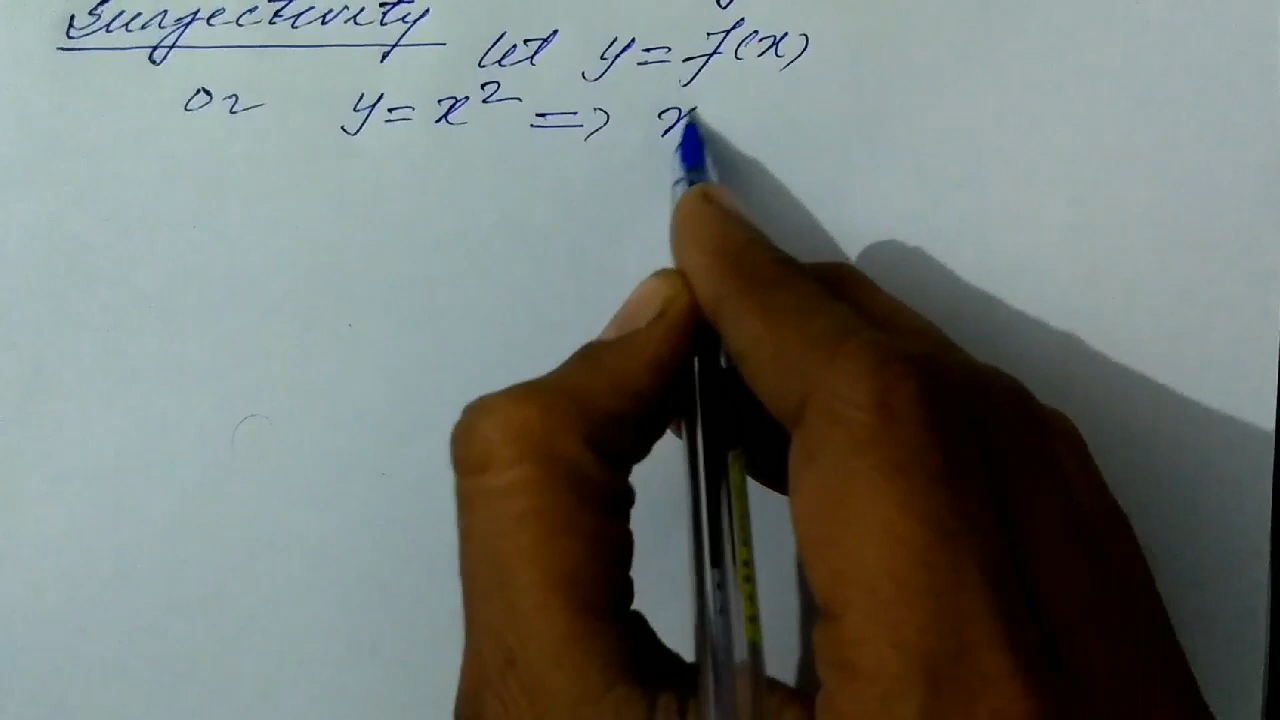 Surjectivity let y = f(x)
or y = x² => x